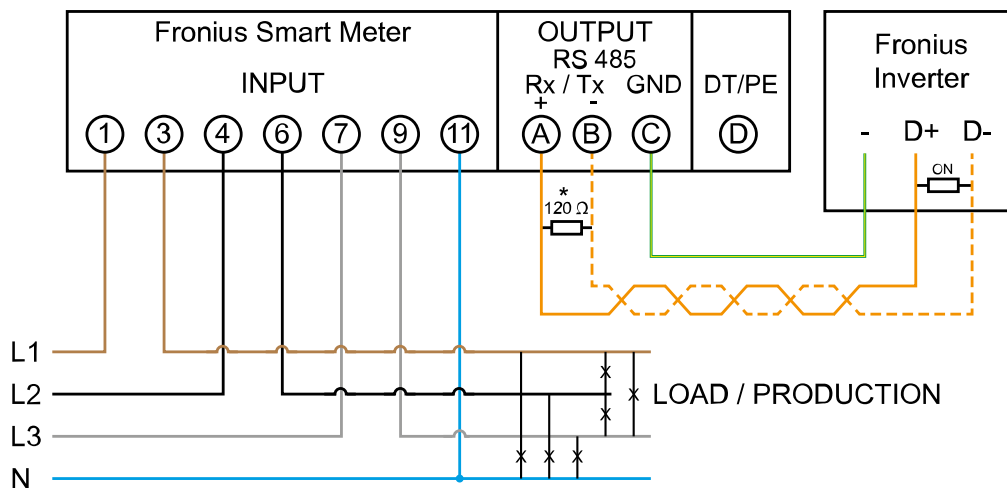 Fronius Smart Meter
INPUT
1 3 4 6 7 9 11
OUTPUT
RS 485
Rx / Tx GND
+ -
A B C
DT/PE
D
Fronius
Inverter
- D+ D-
ON
*
120 Ω
L1
L2
L3
N
LOAD / PRODUCTION